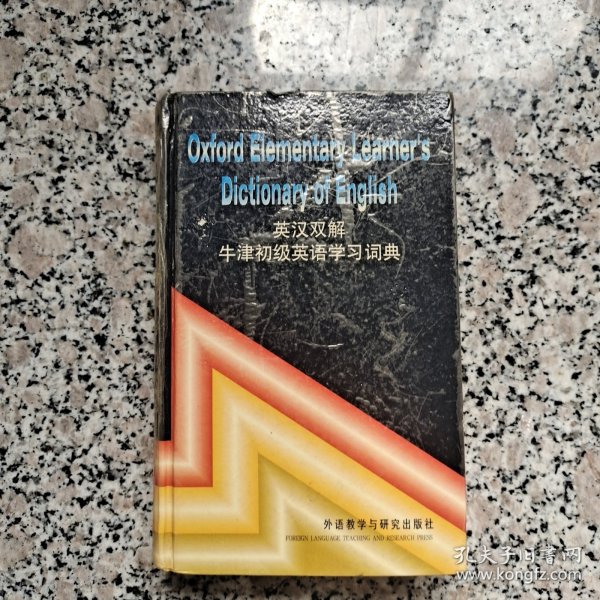 Oxford Elementary Learner's
Dictionary of English
英汉双解
牛津初级英语学习词典
外语教学与研究出版社
FOREIGN LANGUAGE TEACHING AND RESEARCH PRESS
孔夫子旧书网
www.kongfz.com